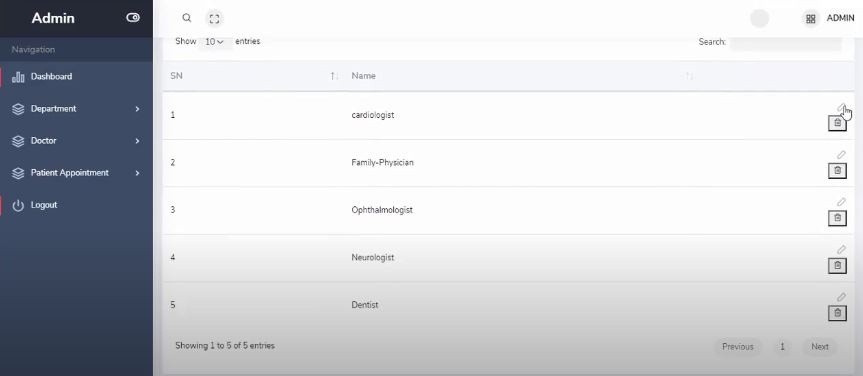 Admin
ADMIN
Navigation
Dashboard
Department
Doctor
Patient Appointment
Logout
Show 10 entries
Search:
SN Name
1 cardiologist
2 Family-Physician
3 Ophthalmologist
4 Neurologist
5 Dentist
Showing 1 to 5 of 5 entries
Previous 1 Next